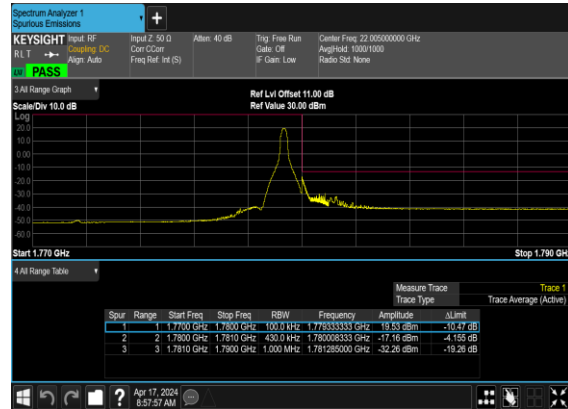 Spectrum Analyzer 1
Spurious Emissions
KEYSIGHT Input: RF Input Z: 50 Ω Atten: 40 dB Trig: Free Run Center Freq: 22.005000000 GHz
RLT Coupling: DC Corr CCorr Gate: Off Avg|Hold: 1000/1000
Align: Auto Freq Ref: Int (S) IF Gain: Low Radio Std: None
PASS
3 All Range Graph
Ref Lvl Offset 11.00 dB
Scale/Div 10.0 dB Ref Value 30.00 dBm
Log
20.0
10.0
0.00
-10.0
-20.0
-30.0
-40.0
-50.0
-60.0
Start 1.770 GHz Stop 1.790 GHz
4 All Range Table
Measure Trace Trace 1
Trace Type Trace Average (Active)
Spur Range Start Freq Stop Freq RBW Frequency Amplitude ΔLimit
1 1 1.7700 GHz 1.7800 GHz 100.0 kHz 1.779333333 GHz 19.53 dBm -10.47 dB
2 2 1.7800 GHz 1.7810 GHz 430.0 kHz 1.780008333 GHz -17.16 dBm -4.155 dB
3 3 1.7810 GHz 1.7900 GHz 1.000 MHz 1.781285000 GHz -32.26 dBm -19.26 dB
Apr 17, 2024
8:57:57 AM